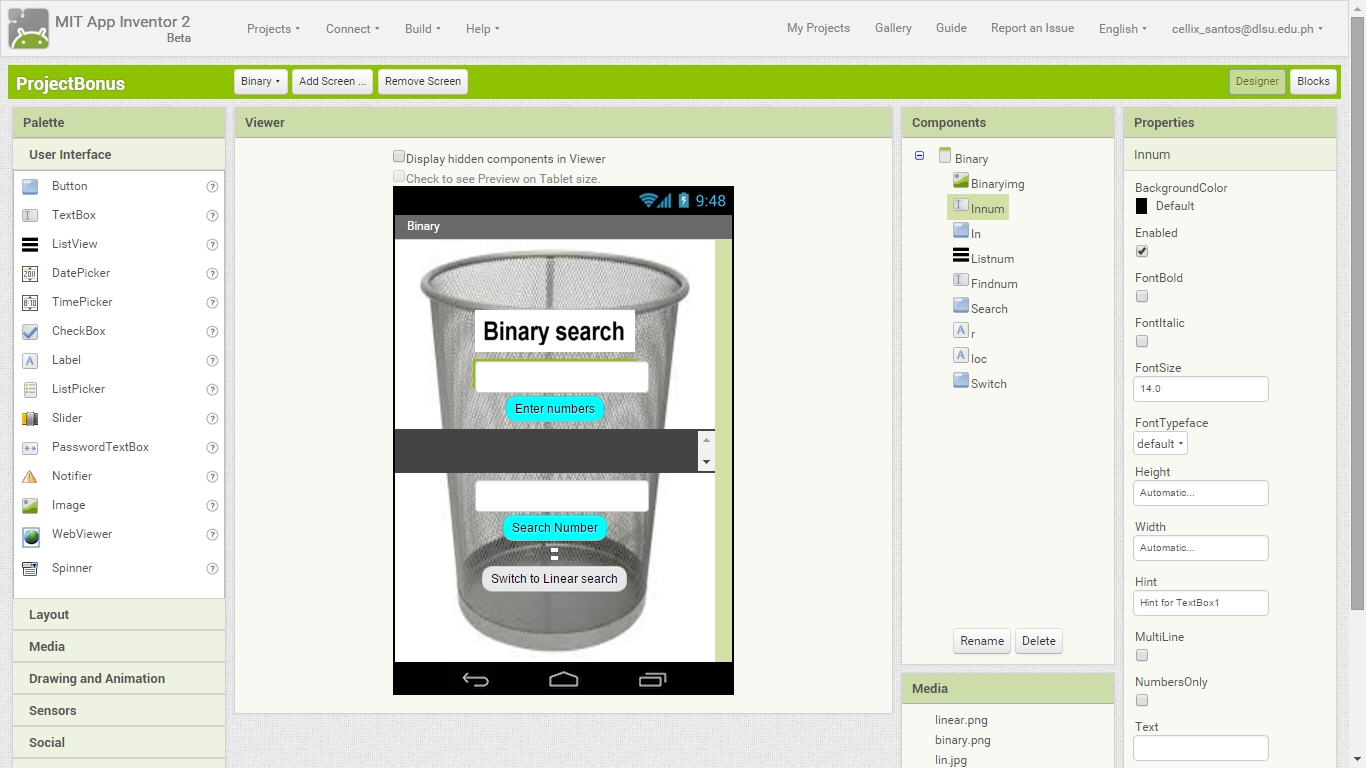 MIT App Inventor 2
Beta
Projects Connect Build Help
My Projects Gallery Guide Report an Issue English cellix_santos@dlsu.edu.ph
ProjectBonus
Binary Add Screen ... Remove Screen
Designer Blocks
Palette
User Interface
Button ?
TextBox ?
ListView ?
DatePicker ?
TimePicker ?
CheckBox ?
Label ?
ListPicker ?
Slider ?
PasswordTextBox ?
Notifier ?
Image ?
WebViewer ?
Spinner ?
Layout
Media
Drawing and Animation
Sensors
Social
Viewer
Display hidden components in Viewer
Check to see Preview on Tablet size.
9:48
Binary
Binary search
Enter numbers
Search Number
Switch to Linear search
Components
Binary
Binaryimg
Innum
In
Listnum
Findnum
Search
r
loc
Switch
Rename Delete
Media
linear.png
binary.png
lin.jpg
Properties
Innum
BackgroundColor
Default
Enabled
FontBold
FontItalic
FontSize
14.0
FontTypeface
default
Height
Automatic...
Width
Automatic...
Hint
Hint for TextBox1
MultiLine
NumbersOnly
Text